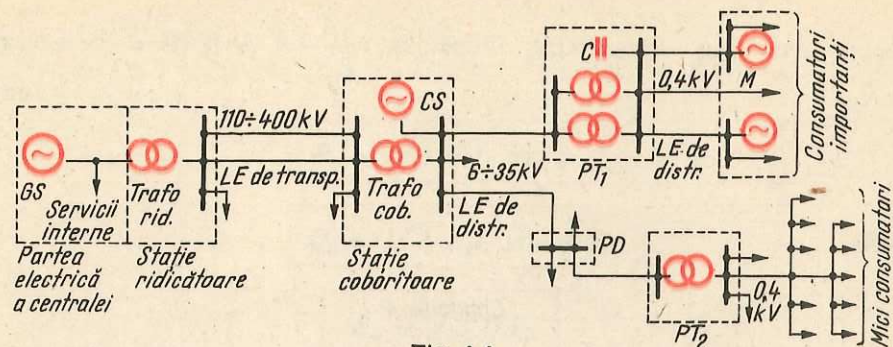 GS
Servicii
interne
Partea
electrică
a centralei
Trafo
rid.
Stație
ridicătoare
110÷400kV
LE de transp.
CS
Trafo
cob.
Stație
coborîtoare
6÷35kV
LE de
distr.
C
PT₁
0,4kV
LE de
distr.
M
Consumatori
importanți
PD
PT₂
0,4
kV
Mici consumatori